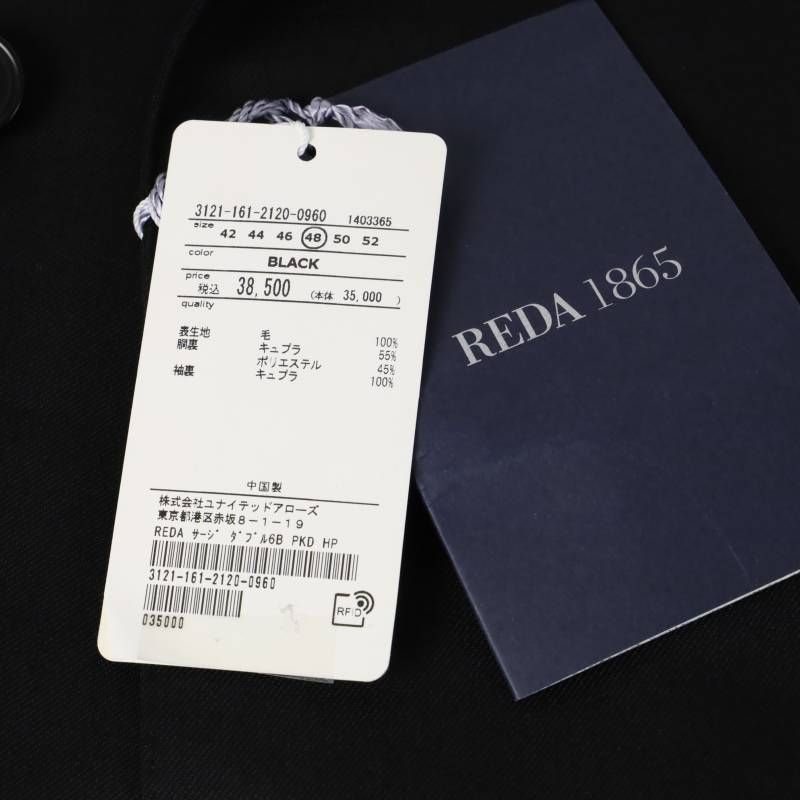 3121-161-2120-0960 1403365
size 42 44 46 48 50 52
color BLACK
price
税込 38,500 (本体 35,000 )
quality
表生地 毛 100%
胴裏 キュプラ 55%
ポリエステル 45%
袖裏 キュプラ 100%
中国製
株式会社ユナイテッドアローズ
東京都港区赤坂8-1-19
REDA サージ ダブル6B PKD HP
3121-161-2120-0960
035000
RFID
REDA 1865